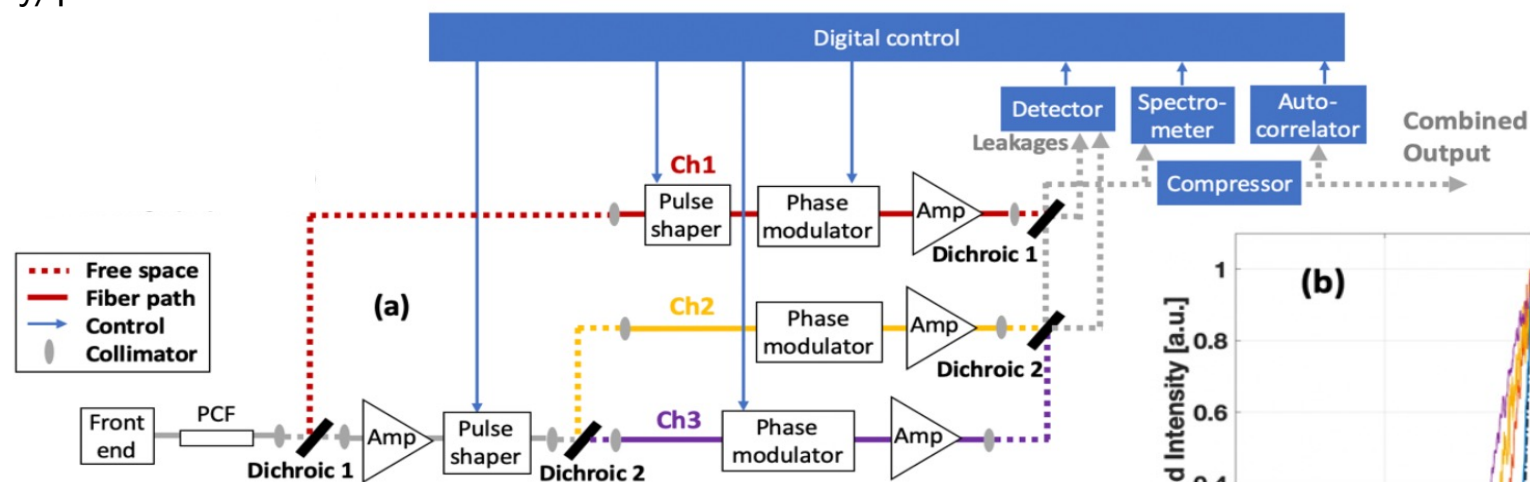 Digital control
Detector
Spectro-
meter
Auto-
correlator
Combined
Output
Leakages
Compressor
Ch1
Pulse
shaper
Phase
modulator
Amp
Dichroic 1
Free space
Fiber path
Control
Collimator
(a)
Ch2
Phase
modulator
Amp
Dichroic 2
Front
end
PCF
Dichroic 1
Amp
Pulse
shaper
Dichroic 2
Ch3
Phase
modulator
Amp
(b)
1
0.8
0.6
Intensity [a.u.]